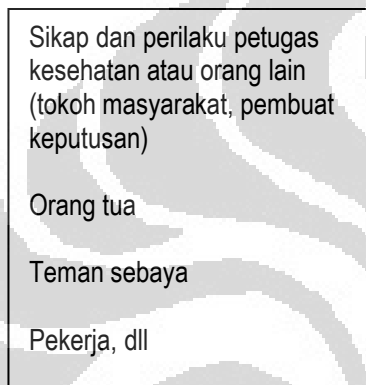 Sikap dan perilaku petugas
kesehatan atau orang lain
(tokoh masyarakat, pembuat
keputusan)
Orang tua
Teman sebaya
Pekerja, dll